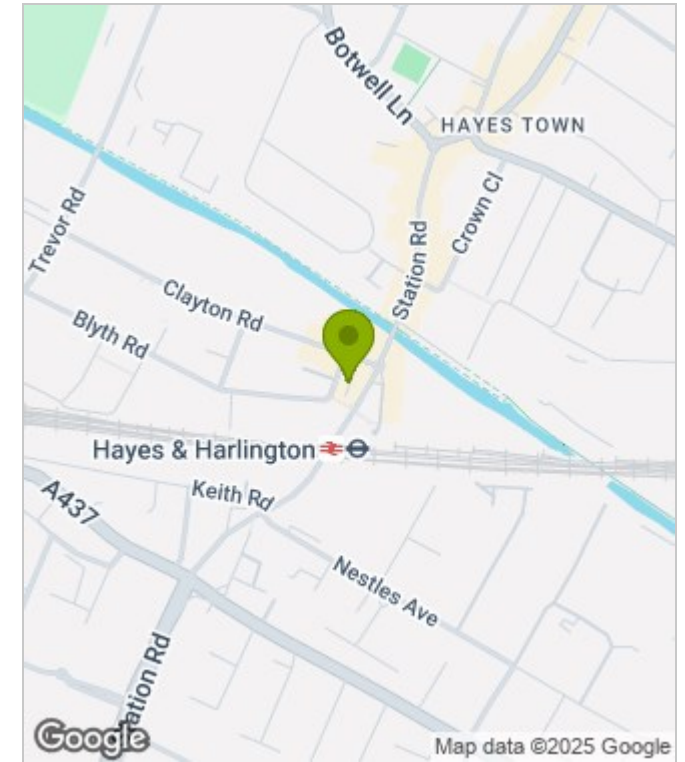 Botwell Ln
HAYES TOWN
Crown Cl
Trevor Rd
Station Rd
Clayton Rd
Blyth Rd
Hayes & Harlington
Keith Rd
A437
Nestles Ave
tation Rd
Google
Map data ©2025 Google